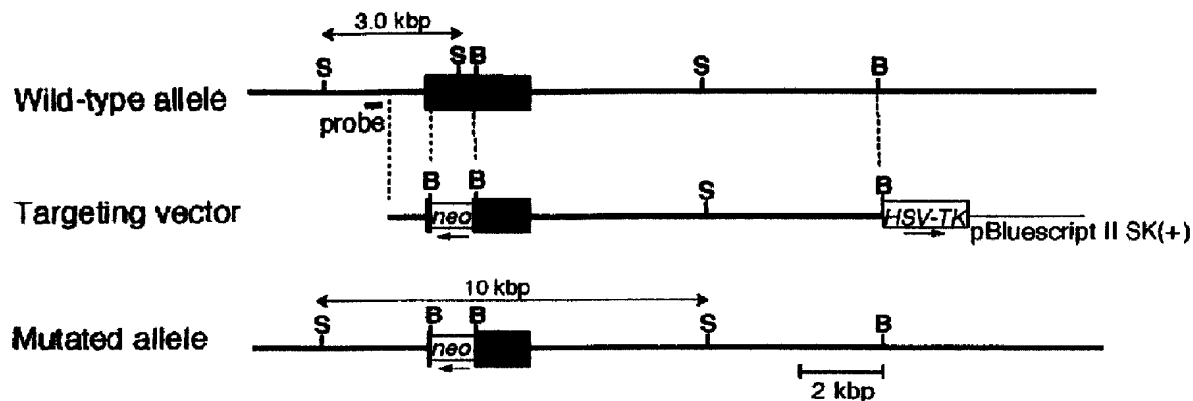 3.0 kbp
S S B S B
Wild-type allele
probe
B B S B
Targeting vector
neo HSV-TK
pBluescript II SK(+)
10 kbp
S B B S B
Mutated allele
neo
2 kbp